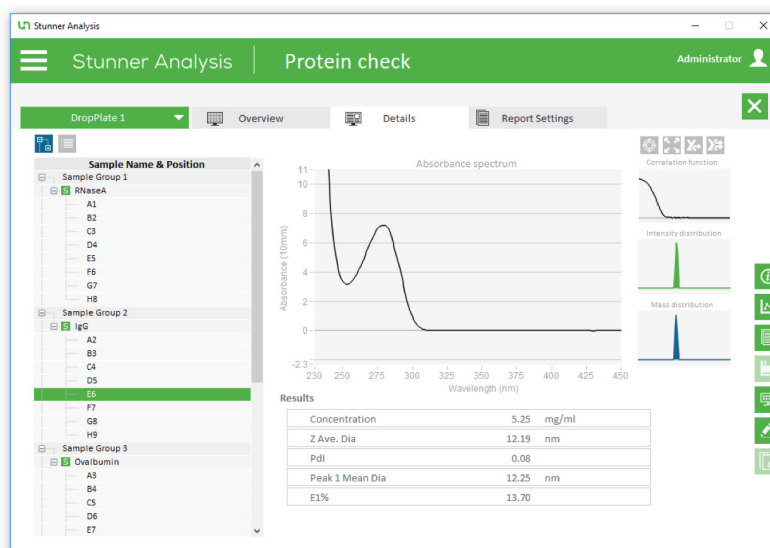 Stunner Analysis
Stunner Analysis Protein check Administrator
DropPlate 1 Overview Details Report Settings
Sample Name & Position
Sample Group 1
S RNaseA
A1
B2
C3
D4
E5
F6
G7
H8
Sample Group 2
S IgG
A2
B3
C4
D5
E6
F7
G8
H9
Sample Group 3
S Ovalbumin
A3
B4
C5
D6
E7
Absorbance spectrum
Absorbance (10mm)
11
10
8
6
4
2
0
-2.3
230 250 275 300 325 350 375 400 425 450
Wavelength (nm)
Correlation function
Intensity distribution
Mass distribution
Results
Concentration 5.25 mg/ml
Z Ave. Dia 12.19 nm
PdI 0.08
Peak 1 Mean Dia 12.25 nm
E1% 13.70